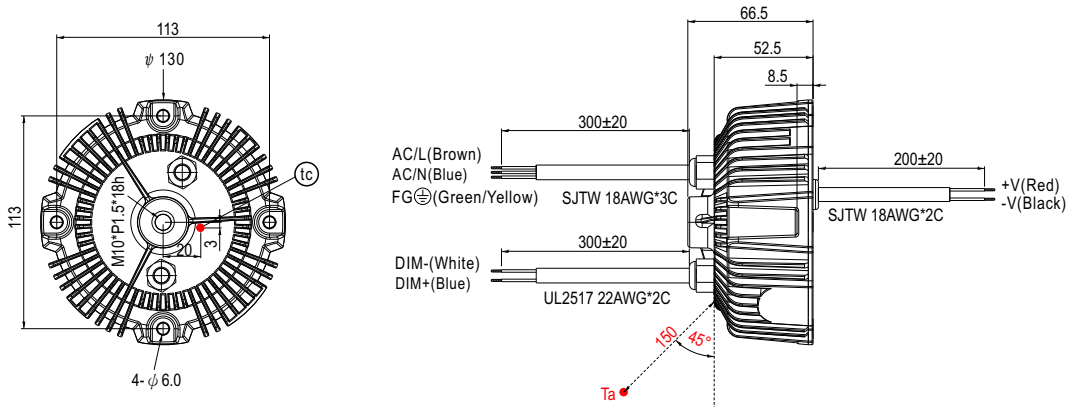 113
ψ 130
113
M10*P1.5*18h
tc
3
20
4- ψ 6.0
66.5
52.5
8.5
300±20
AC/L(Brown)
AC/N(Blue)
FG⏚(Green/Yellow)
SJTW 18AWG*3C
200±20
+V(Red)
-V(Black)
SJTW 18AWG*2C
300±20
DIM-(White)
DIM+(Blue)
UL2517 22AWG*2C
150
45°
Ta